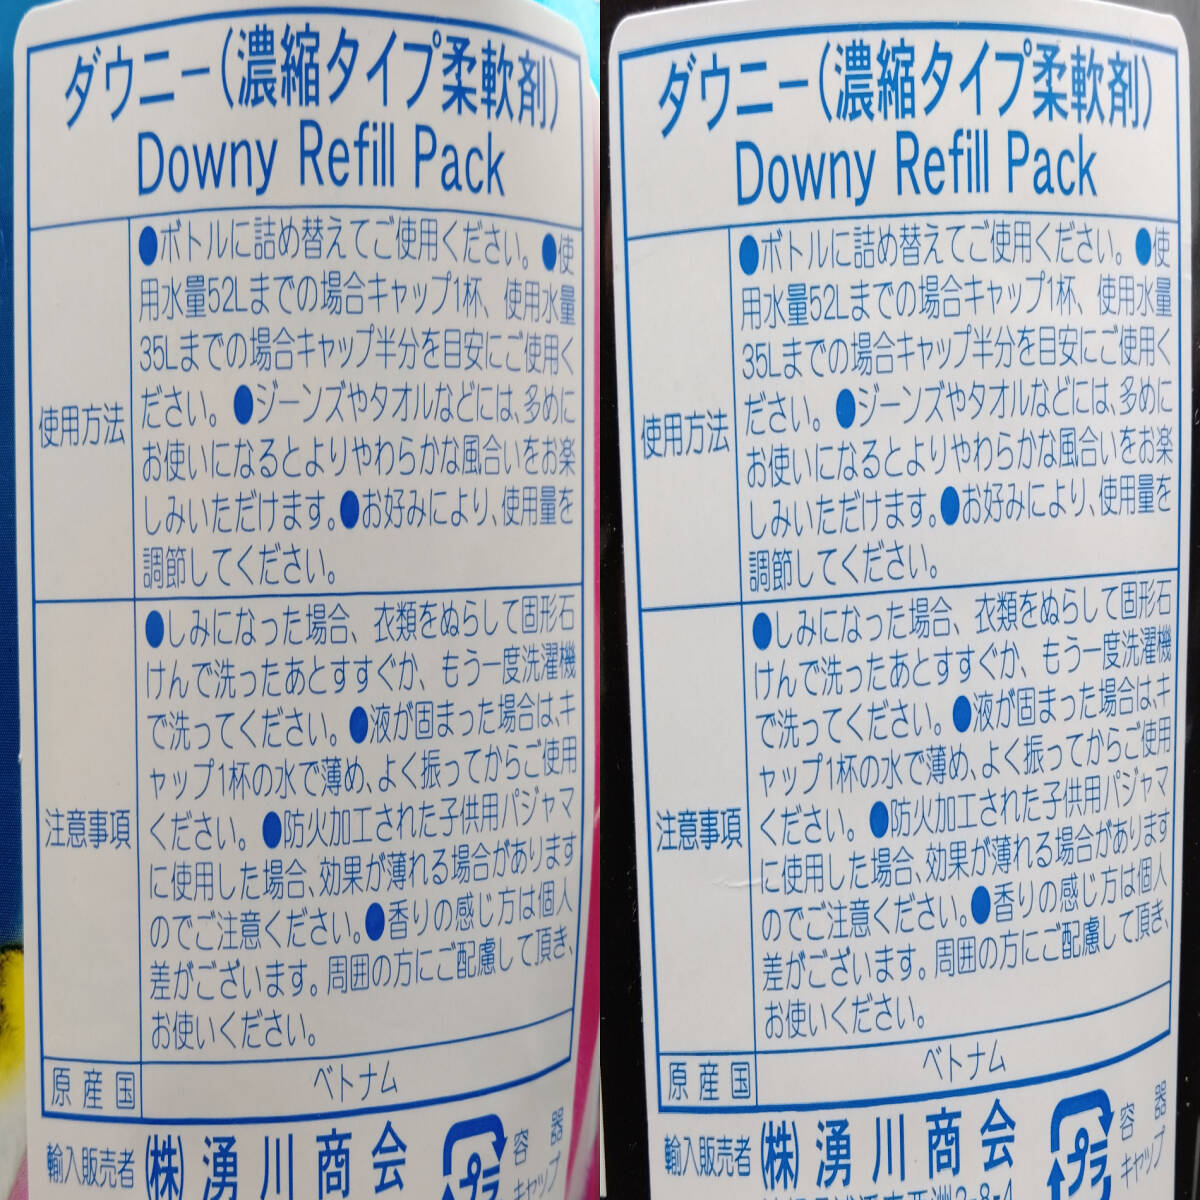 ダウニー(濃縮タイプ柔軟剤)
Downy Refill Pack
使用方法
●ボトルに詰め替えてご使用ください。●使
用水量52Lまでの場合キャップ1杯、使用水量
35Lまでの場合キャップ半分を目安にご使用く
ださい。●ジーンズやタオルなどには、多めに
お使いになるとよりやわらかな風合いをお楽
しみいただけます。●お好みにより、使用量を
調節してください。
注意事項
●しみになった場合、衣類をぬらして固形石
けんで洗ったあとすすぐか、もう一度洗濯機
で洗ってください。●液が固まった場合は、キ
ャップ1杯の水で薄め、よく振ってからご使用
ください。●防火加工された子供用パジャマ
に使用した場合、効果が薄れる場合があります
のでご注意ください。●香りの感じ方は個人
差がございます。周囲の方にご配慮して頂き、
お使いください。
原産国
ベトナム
輸入販売者
(株)湧川商会
プラ
容器
キャップ
ダウニー(濃縮タイプ柔軟剤)
Downy Refill Pack
使用方法
●ボトルに詰め替えてご使用ください。●使
用水量52Lまでの場合キャップ1杯、使用水量
35Lまでの場合キャップ半分を目安にご使用く
ださい。●ジーンズやタオルなどには、多めに
お使いになるとよりやわらかな風合いをお楽
しみいただけます。●お好みにより、使用量を
調節してください。
注意事項
●しみになった場合、衣類をぬらして固形石
けんで洗ったあとすすぐか、もう一度洗濯機
で洗ってください。●液が固まった場合は、キ
ャップ1杯の水で薄め、よく振ってからご使用
ください。●防火加工された子供用パジャマ
に使用した場合、効果が薄れる場合があります
のでご注意ください。●香りの感じ方は個人
差がございます。周囲の方にご配慮して頂き、
お使いください。
原産国
ベトナム
輸入販売者
(株)湧川商会
プラ
容器
キャップ